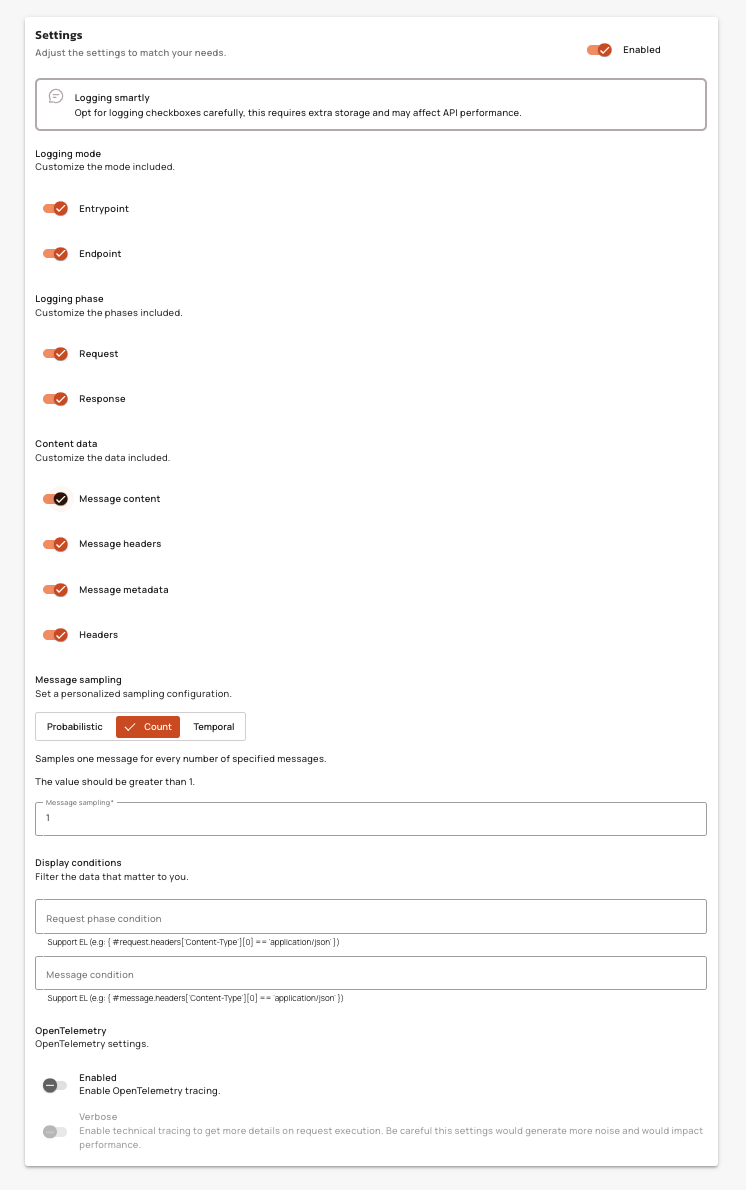 Settings
Adjust the settings to match your needs.
Enabled
Logging smartly
Opt for logging checkboxes carefully, this requires extra storage and may affect API performance.
Logging mode
Customize the mode included.
Entrypoint
Endpoint
Logging phase
Customize the phases included.
Request
Response
Content data
Customize the data included.
Message content
Message headers
Message metadata
Headers
Message sampling
Set a personalized sampling configuration.
Probabilistic Count Temporal
Samples one message for every number of specified messages.
The value should be greater than 1.
Message sampling*
1
Display conditions
Filter the data that matter to you.
Request phase condition
Support EL (e.g: { #request.headers['Content-Type'][0] == 'application/json' })
Message condition
Support EL (e.g: { #message.headers['Content-Type'][0] == 'application/json' })
OpenTelemetry
OpenTelemetry settings.
Enabled
Enable OpenTelemetry tracing.
Verbose
Enable technical tracing to get more details on request execution. Be careful this settings would generate more noise and would impact
performance.